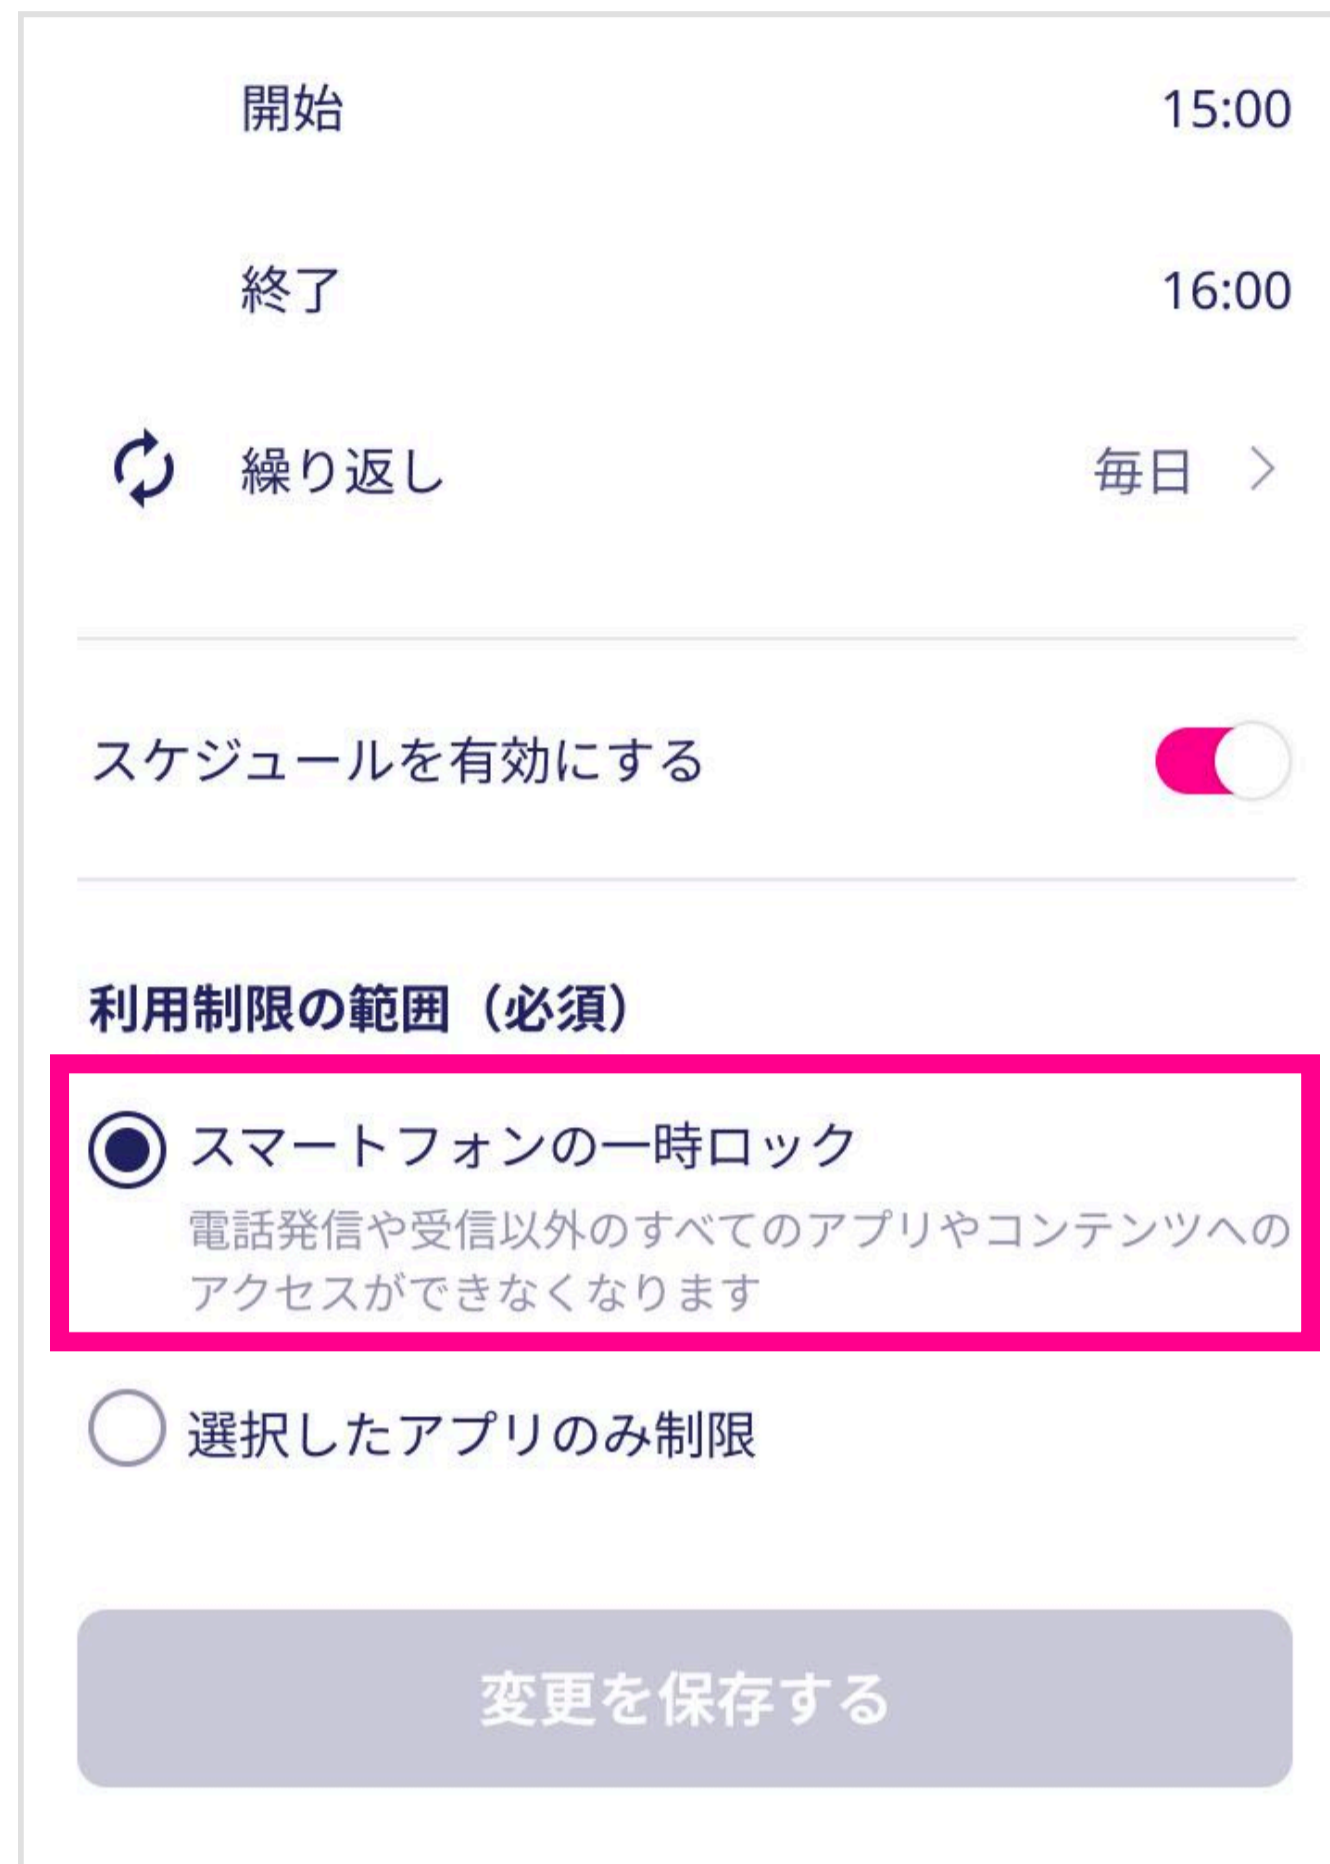 開始 15:00
終了 16:00
繰り返し 毎日
スケジュールを有効にする
利用制限の範囲（必須）
スマートフォンの一時ロック
電話発信や受信以外のすべてのアプリやコンテンツへの
アクセスができなくなります
選択したアプリのみ制限
変更を保存する